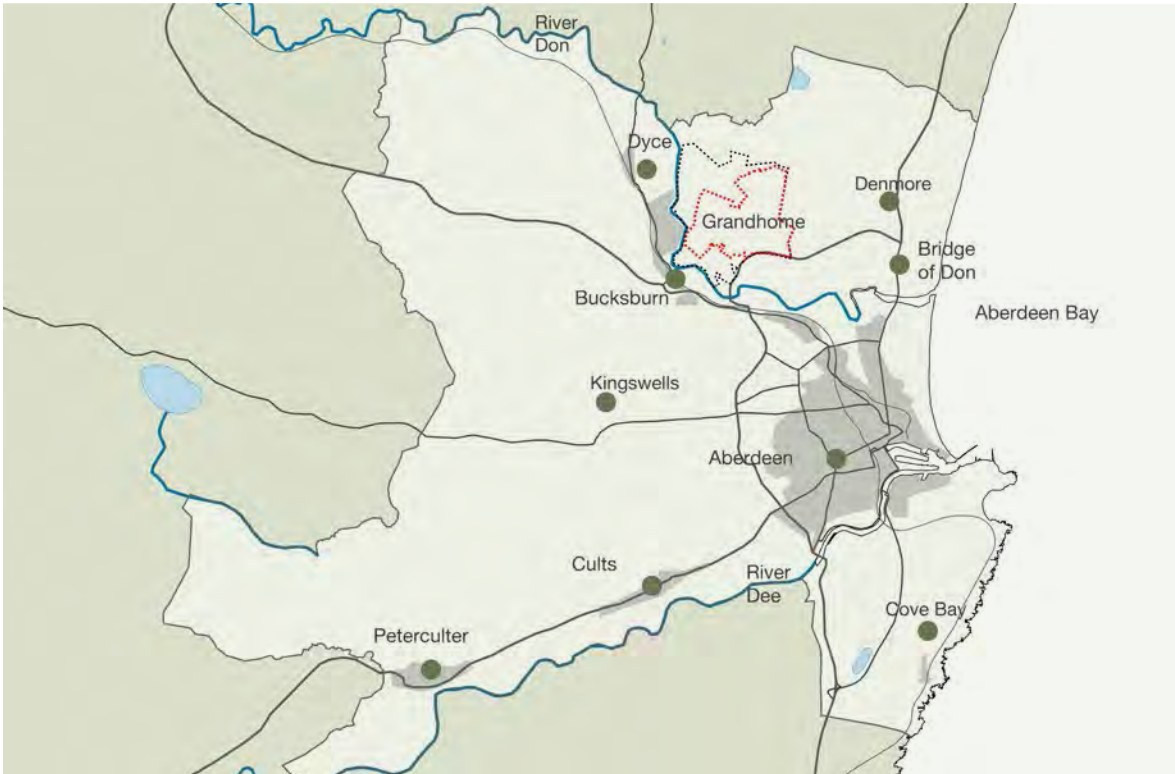 River
Don
Dyce
Denmore
Grandhome
Bridge
of Don
Bucksburn
Aberdeen Bay
Kingswells
Aberdeen
Cults
River
Dee
Cove Bay
Peterculter